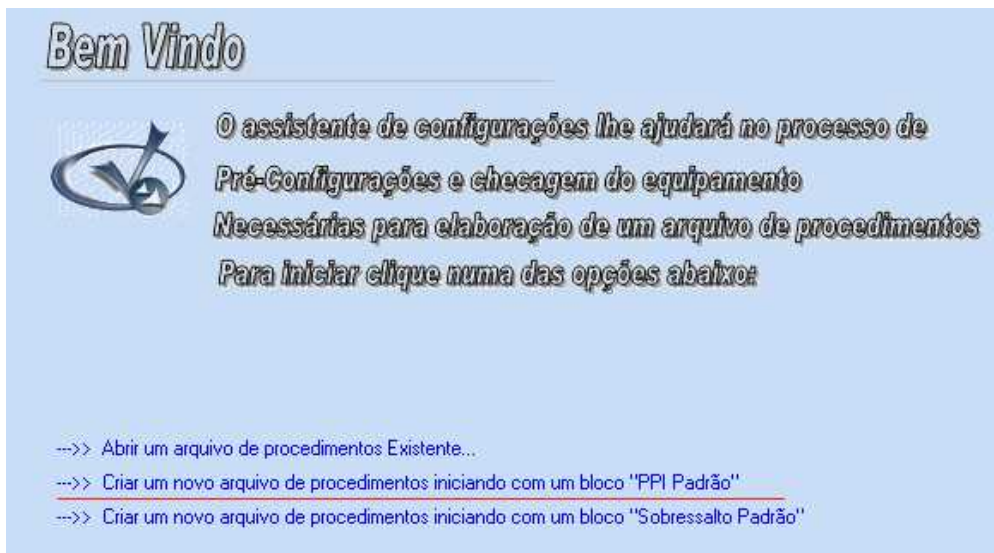 Bem Vindo
O assistente de configurações lhe ajudará no processo de
Pré-Configurações e checagem do equipamento
Necessárias para elaboração de um arquivo de procedimentos
Para iniciar clique numa das opções abaixo:
--->> Abrir um arquivo de procedimentos Existente...
--->> Criar um novo arquivo de procedimentos iniciando com um bloco "PPI Padrão"
--->> Criar um novo arquivo de procedimentos iniciando com um bloco "Sobressalto Padrão"